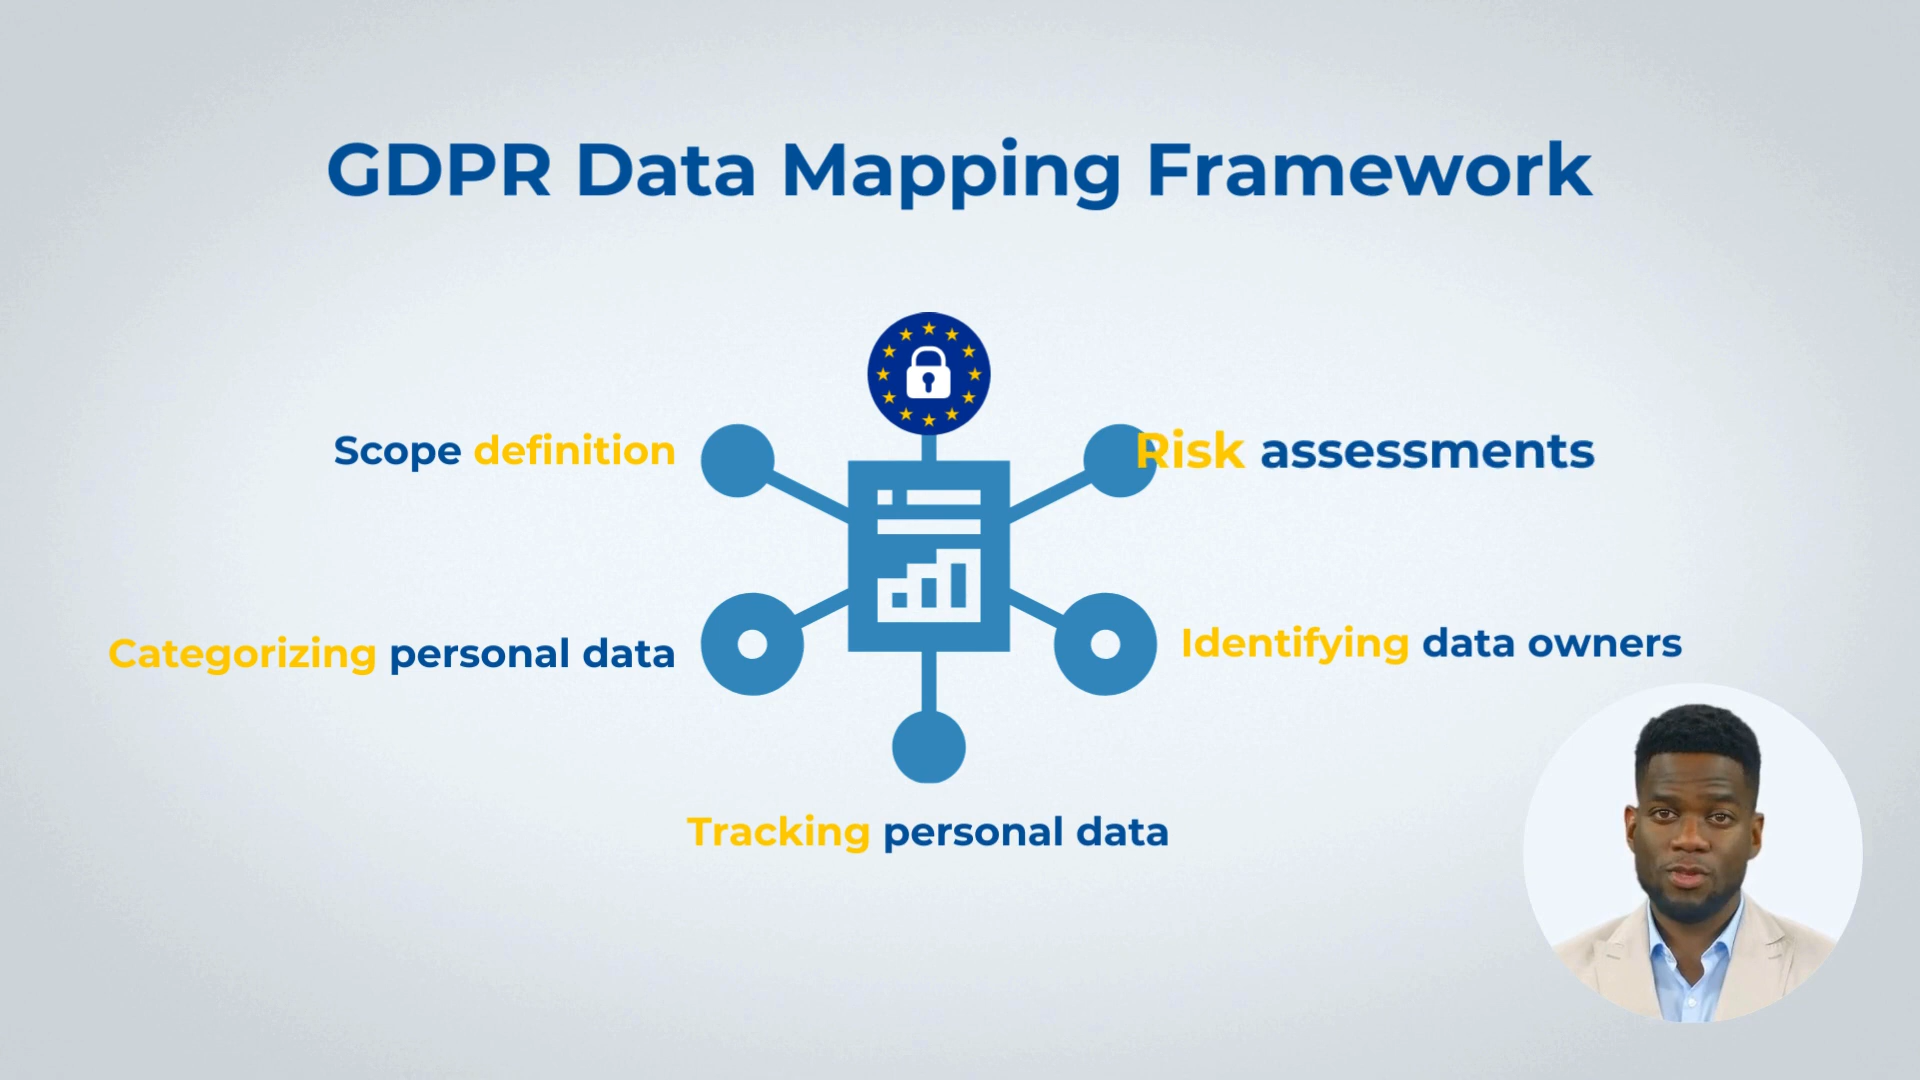 GDPR Data Mapping Framework
Scope definition
Risk assessments
Categorizing personal data
Identifying data owners
Tracking personal data